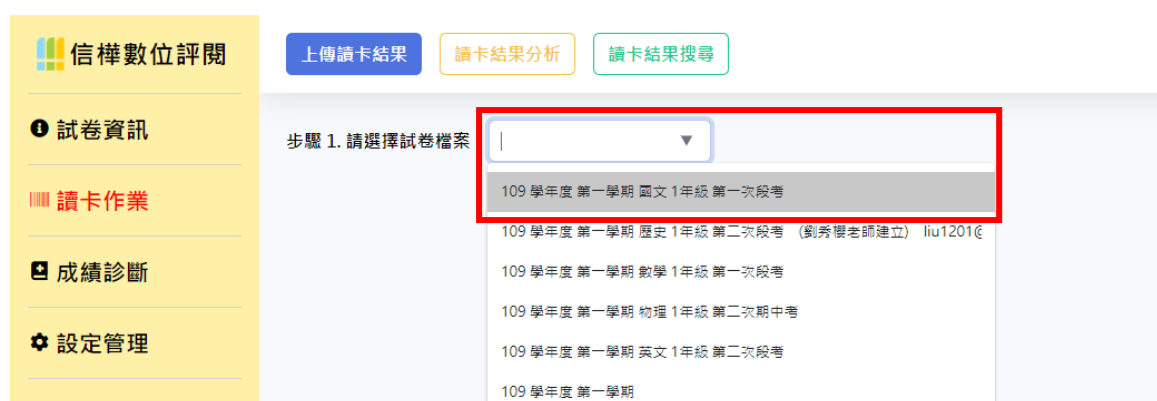 信樺數位評閱
上傳讀卡結果 讀卡結果分析 讀卡結果搜尋
試卷資訊
讀卡作業
成績診斷
設定管理
步驟 1. 請選擇試卷檔案
109 學年度 第一學期 國文 1年級 第一次段考
109 學年度 第一學期 歷史 1年級 第二次段考 (劉秀櫻老師建立) liu1201@
109 學年度 第一學期 數學 1年級 第一次段考
109 學年度 第一學期 物理 1年級 第二次期中考
109 學年度 第一學期 英文 1年級 第二次段考
109 學年度 第一學期